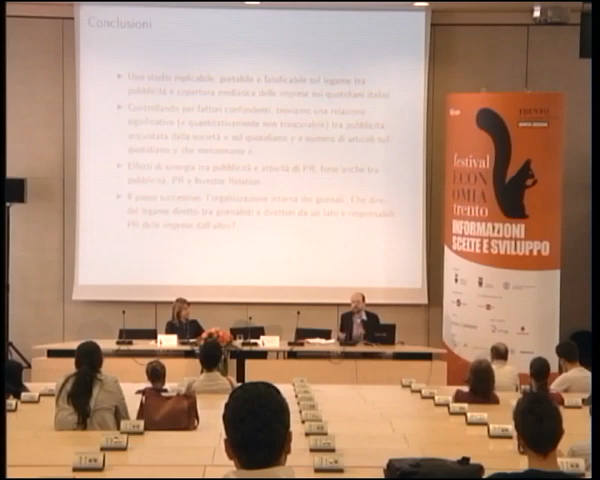 Conclusioni
Uno studio replicabile, portabile e falsificabile sul legame tra
pubblicità e copertura mediatica delle imprese sui quotidiani italiani
Controllando per fattori confondenti, troviamo una relazione
significativa (e quantitativamente non trascurabile) tra pubblicità
acquistata dalla società x sul quotidiano y e numero di articoli sul
quotidiano y che menzionano x
Effetti di sinergia tra pubblicità e attività di PR, forse anche tra
pubblicità, PR e Investor Relation
Il passo successivo: l'organizzazione interna dei giornali. Che dire
del legame diretto tra giornalisti e direttori da un lato e responsabili
PR delle imprese dall'altro?
TRENTO
festival
ECON
OMIA
trento
INFORMAZIONI
SCELTE E SVILUPPO